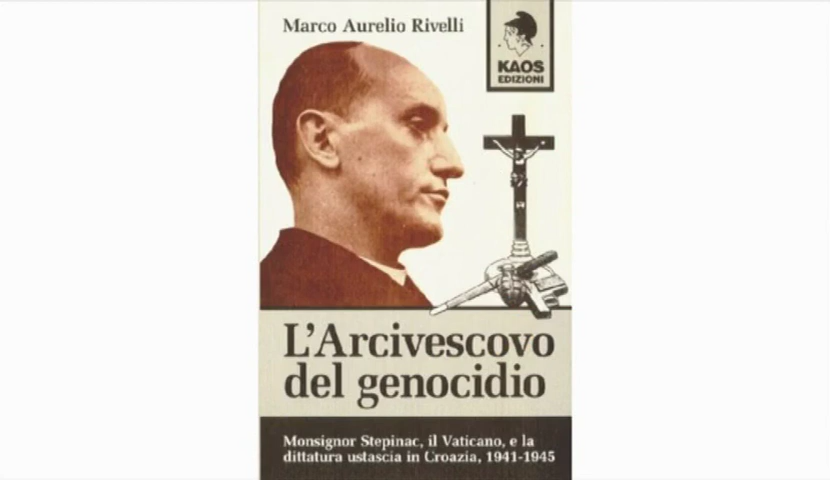 Marco Aurelio Rivelli
KAOS
EDIZIONI
L'Arcivescovo
del genocidio
Monsignor Stepinac, il Vaticano, e la
dittatura ustascia in Croazia, 1941-1945